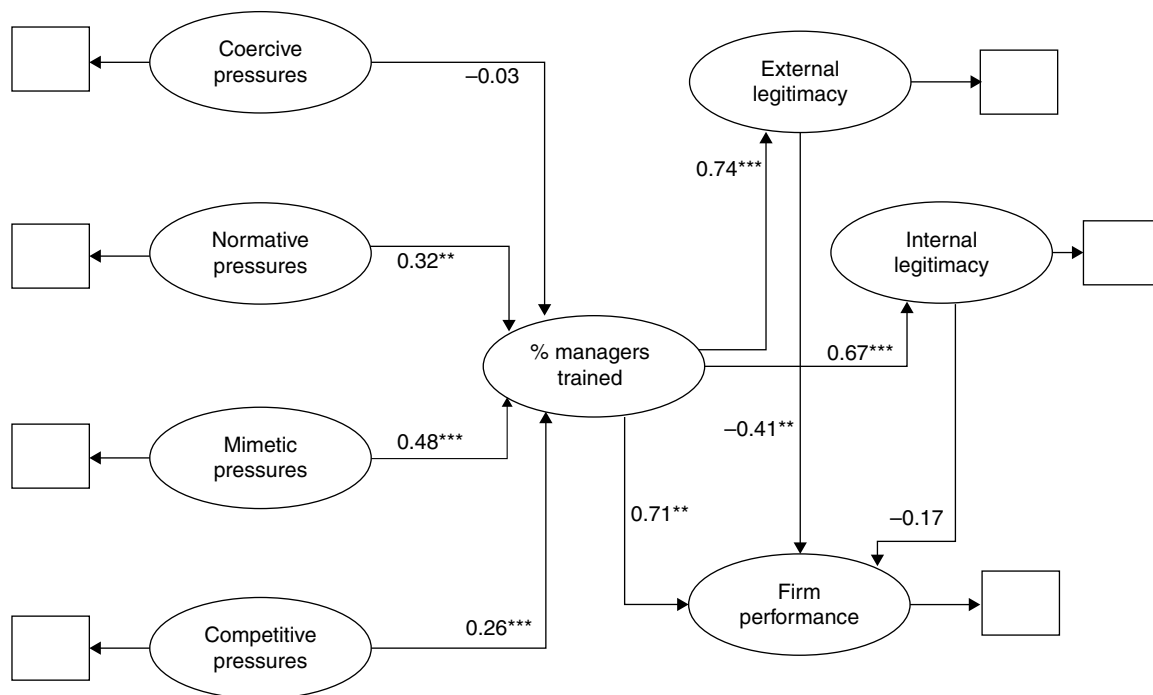 Coercive
pressures
−0.03
External
legitimacy
0.74***
Normative
pressures
0.32**
Internal
legitimacy
% managers
trained
0.67***
Mimetic
pressures
0.48***
−0.41**
0.71**
−0.17
Competitive
pressures
0.26***
Firm
performance